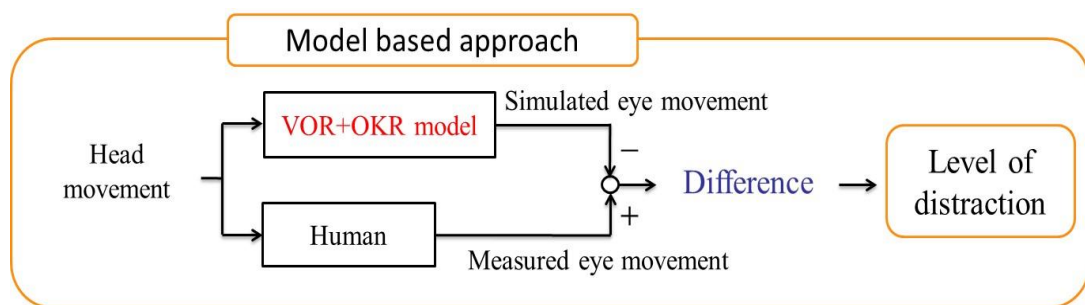 Model based approach
Simulated eye movement
VOR+OKR model
Head
movement
−
Difference
Level of
distraction
+
Human
Measured eye movement